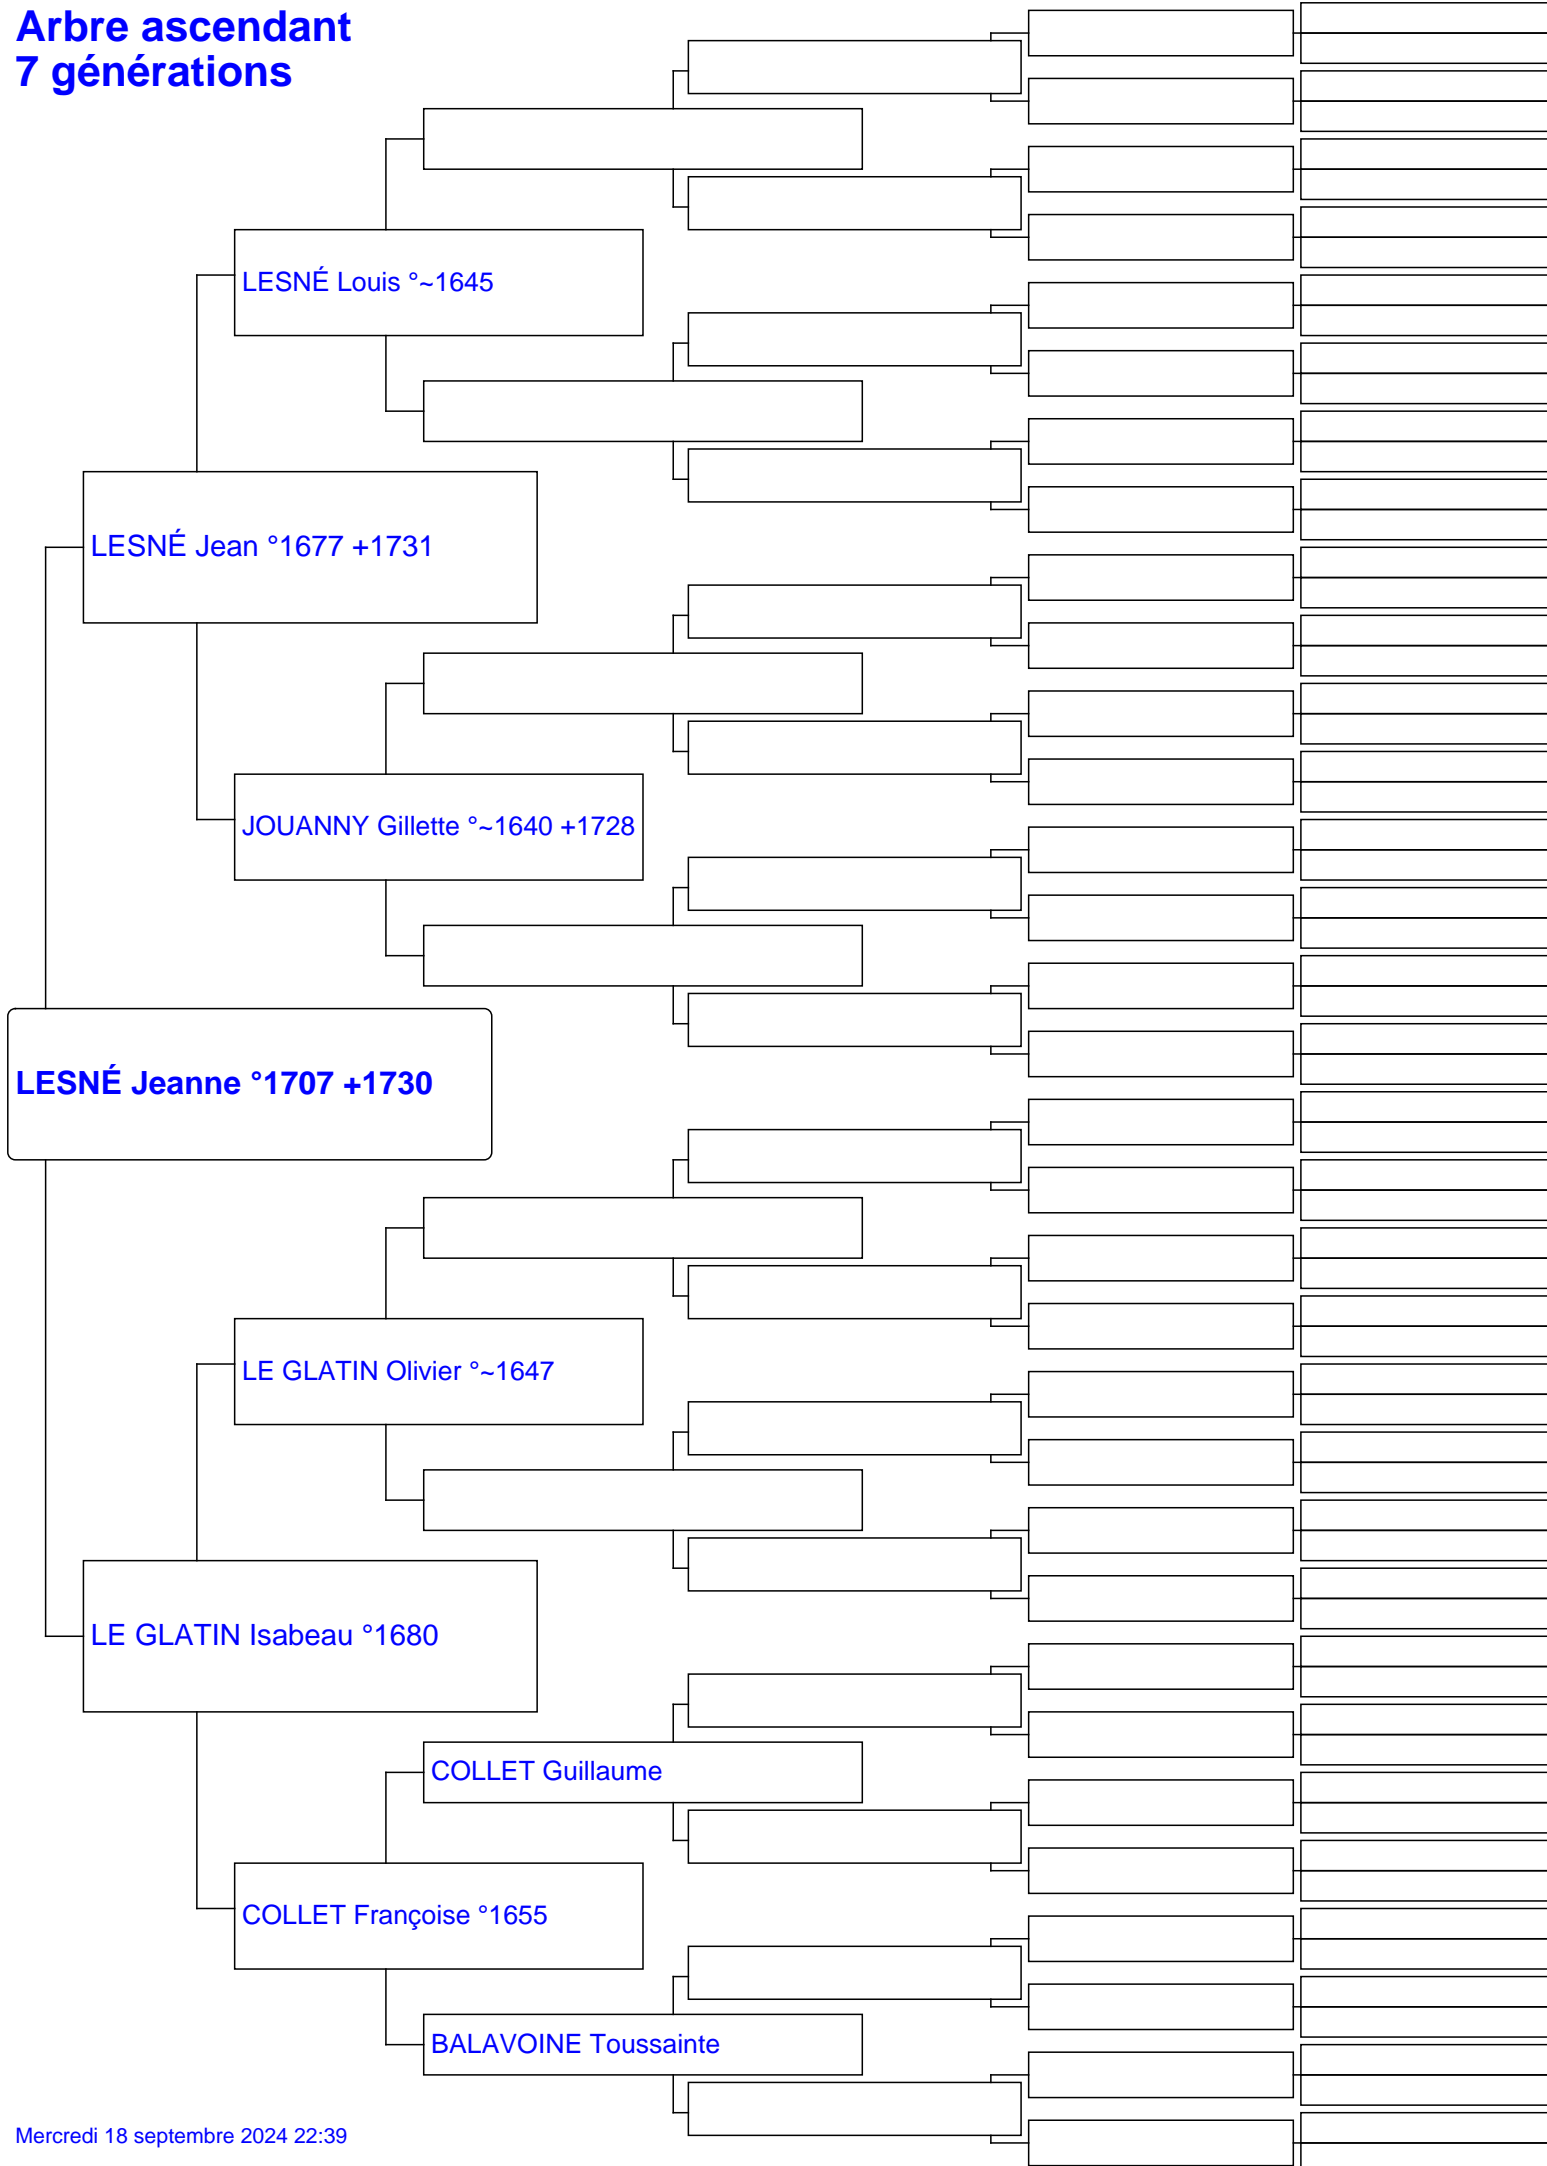 Arbre ascendant
7 générations
LESNÉ Louis °~1645
LESNÉ Jean °1677 +1731
JOUANNY Gillette °~1640 +1728
LESNÉ Jeanne °1707 +1730
LE GLATIN Olivier °~1647
LE GLATIN Isabeau °1680
COLLET Guillaume
COLLET Françoise °1655
BALAVOINE Toussainte
Mercredi 18 septembre 2024 22:39